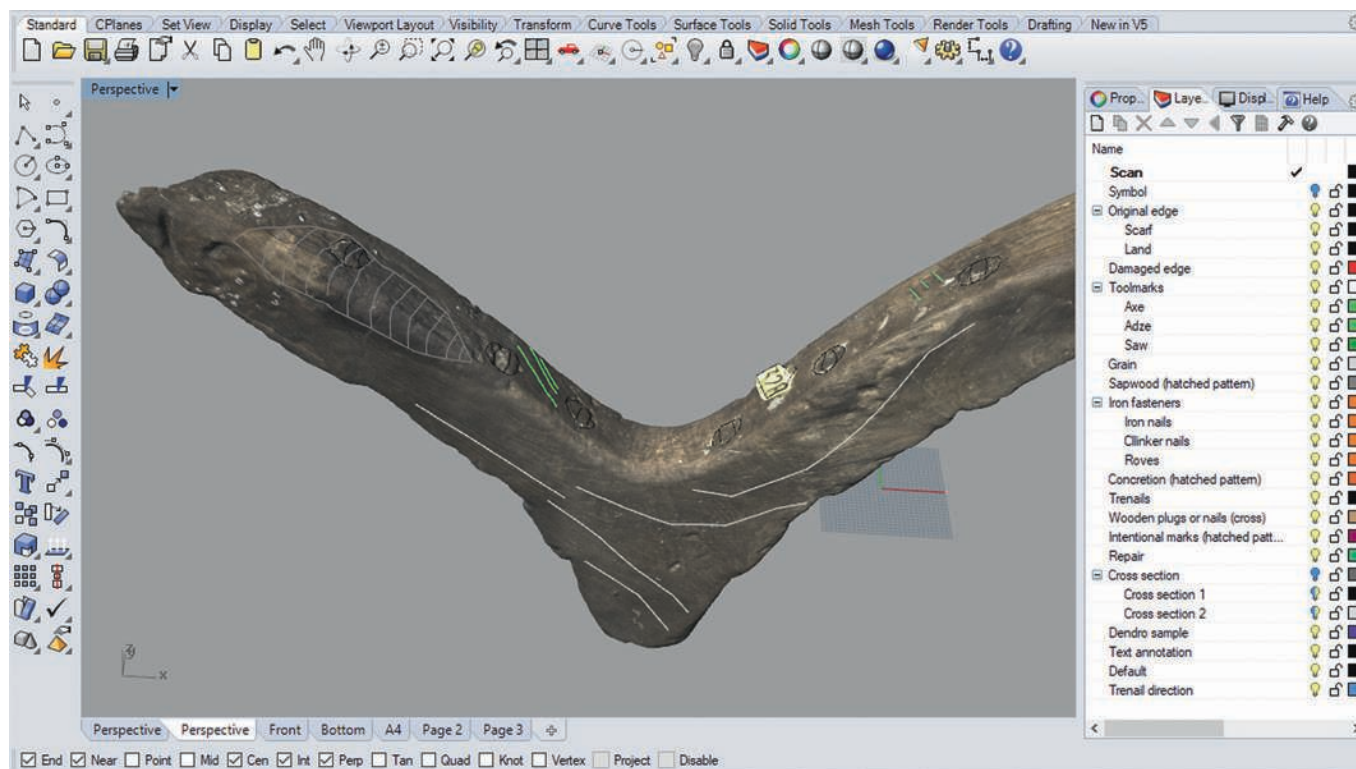 Standard CPlanes Set View Display Select Viewport Layout Visibility Transform Curve Tools Surface Tools Solid Tools Mesh Tools Render Tools Drafting New in V5
Perspective
Prop... Laye... Displ... Help
Name
Scan
Symbol
Original edge
Scarf
Land
Damaged edge
Toolmarks
Axe
Adze
Saw
Grain
Sapwood (hatched pattern)
Iron fasteners
Iron nails
Clinker nails
Roves
Concretion (hatched pattern)
Trenails
Wooden plugs or nails (cross)
Intentional marks (hatched patt...
Repair
Cross section
Cross section 1
Cross section 2
Dendro sample
Text annotation
Default
Trenail direction
x
Perspective Perspective Front Bottom A4 Page 2 Page 3
End Near Point Mid Cen Int Perp Tan Quad Knot Vertex Project Disable